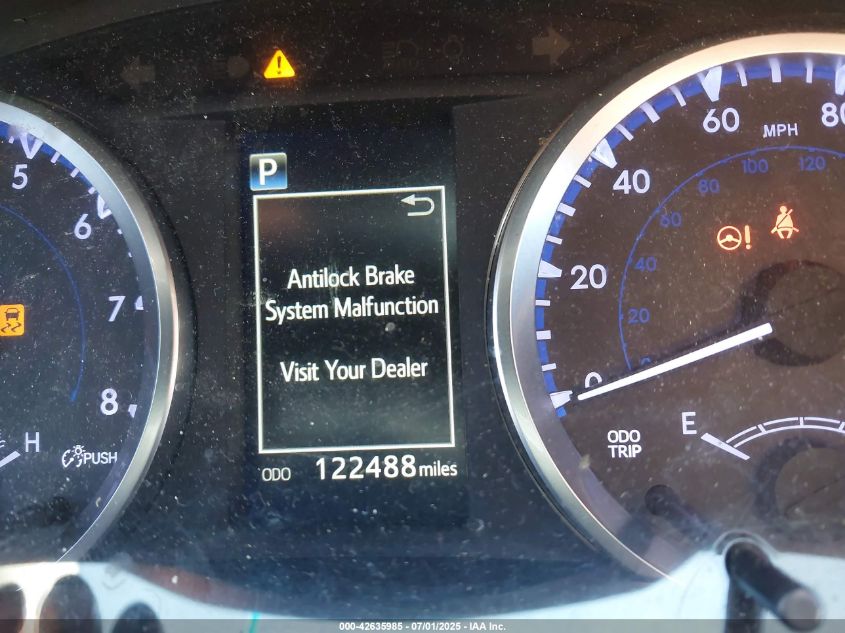 P
Antilock Brake
System Malfunction
Visit Your Dealer
ODO 122488 miles
5
6
7
8
H
PUSH
0
20
40
60
80
MPH
20
40
60
80
100
120
!
ODO
TRIP
E
000-42635985 - 07/01/2025 - IAA Inc.